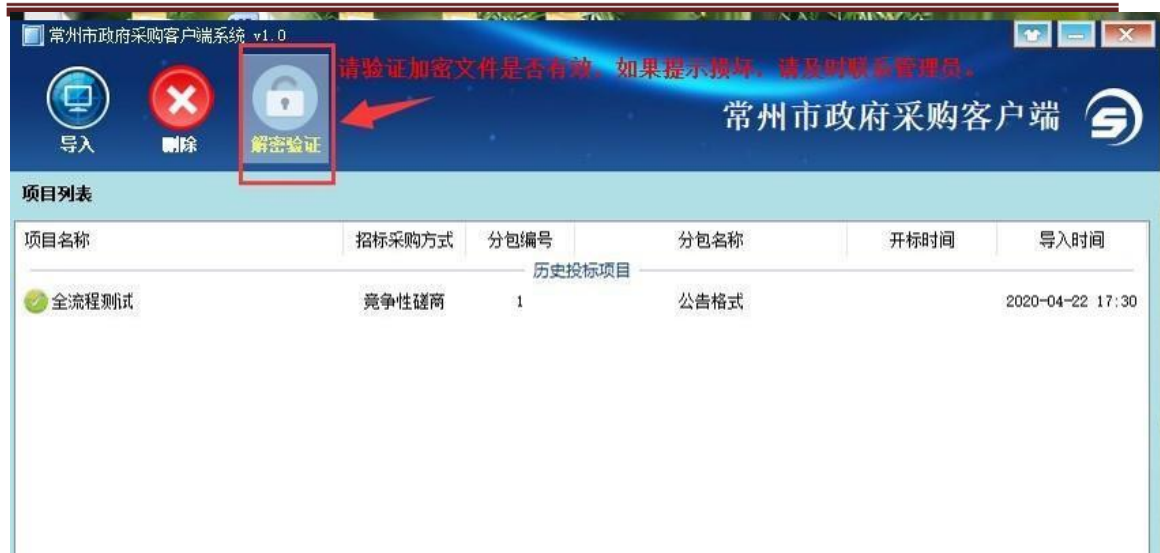 常州市政府采购客户端系统 v1.0
请验证加密文件是否有效，如果提示损坏，请及时联系管理员。
导入 删除 解密验证
常州市政府采购客户端
项目列表
项目名称 招标采购方式 分包编号 分包名称 开标时间 导入时间
历史投标项目
全流程测试 竞争性磋商 1 公告格式 2020-04-22 17:30